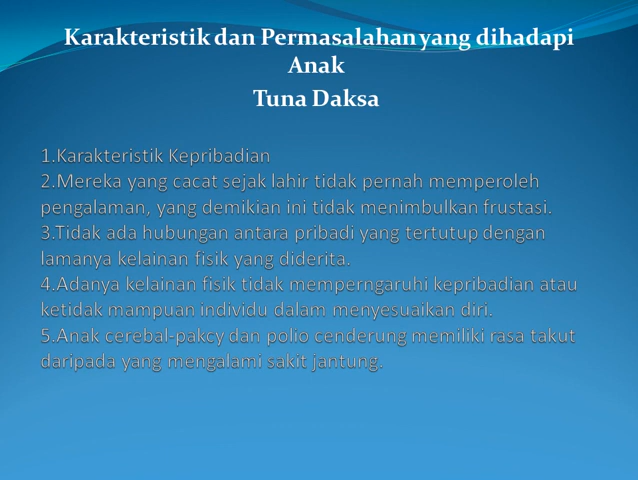 Karakteristik dan Permasalahan yang dihadapi
Anak
Tuna Daksa
1.Karakteristik Kepribadian
2.Mereka yang cacat sejak lahir tidak pernah memperoleh
pengalaman, yang demikian ini tidak menimbulkan frustasi.
3.Tidak ada hubungan antara pribadi yang tertutup dengan
lamanya kelainan fisik yang diderita.
4.Adanya kelainan fisik tidak memperngaruhi kepribadian atau
ketidak mampuan individu dalam menyesuaikan diri.
5.Anak cerebal-pakcy dan polio cenderung memiliki rasa takut
daripada yang mengalami sakit jantung.